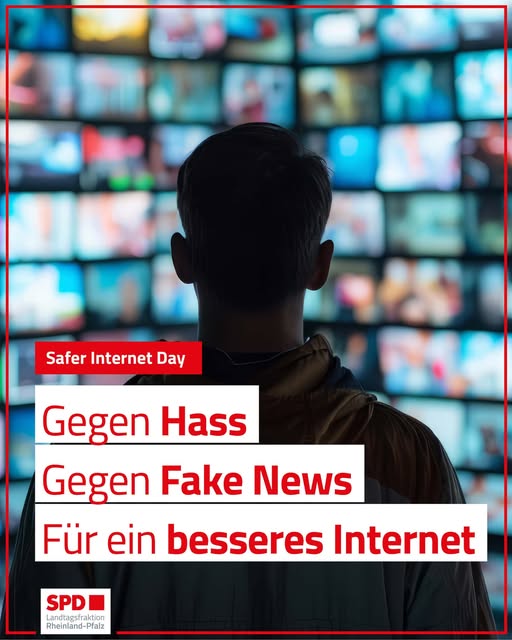 Safer Internet Day
Gegen Hass
Gegen Fake News
Für ein besseres Internet
SPD
Landtagsfraktion
Rheinland-Pfalz